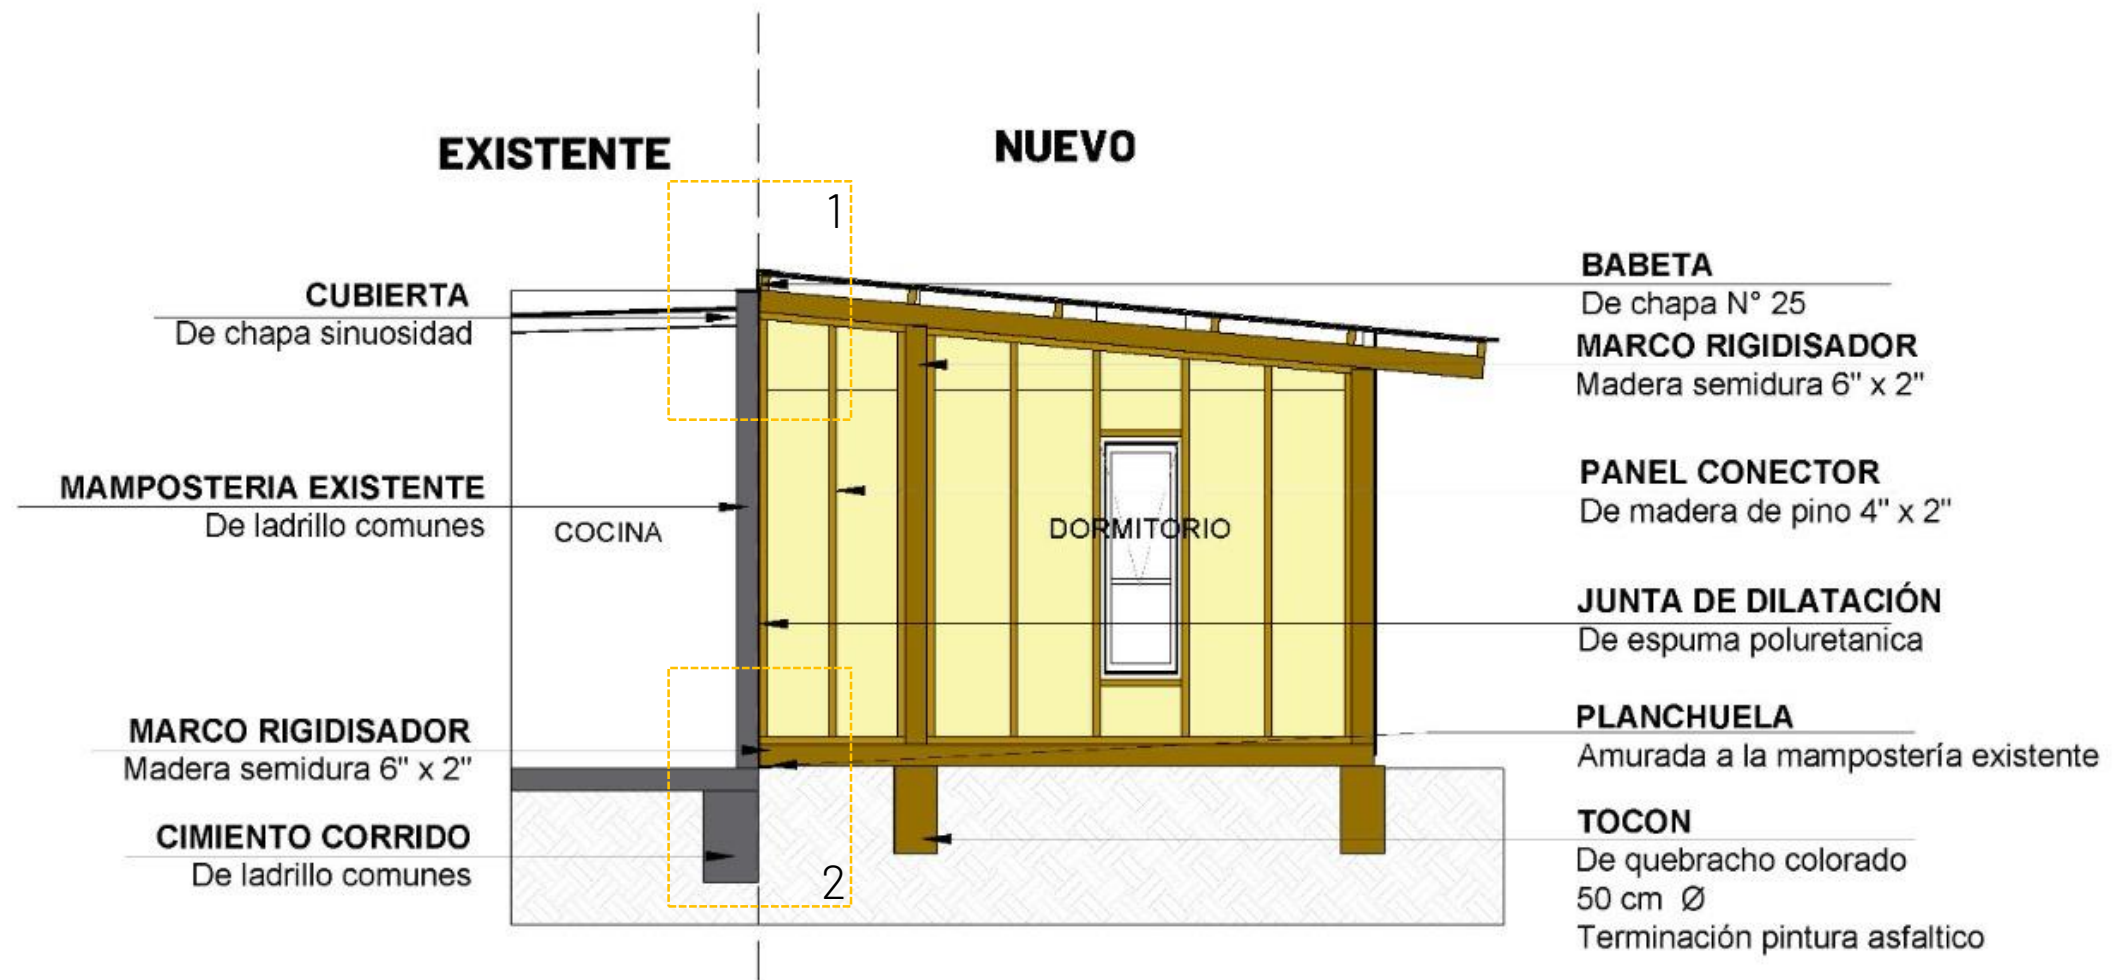 EXISTENTE
NUEVO
1
CUBIERTA
De chapa sinuosidad
MAMPOSTERIA EXISTENTE
De ladrillo comunes
COCINA
MARCO RIGIDISADOR
Madera semidura 6" x 2"
CIMIENTO CORRIDO
De ladrillo comunes
2
DORMITORIO
BABETA
De chapa N° 25
MARCO RIGIDISADOR
Madera semidura 6" x 2"
PANEL CONECTOR
De madera de pino 4" x 2"
JUNTA DE DILATACIÓN
De espuma poluretanica
PLANCHUELA
Amurada a la mampostería existente
TOCON
De quebracho colorado
50 cm Ø
Terminación pintura asfaltico